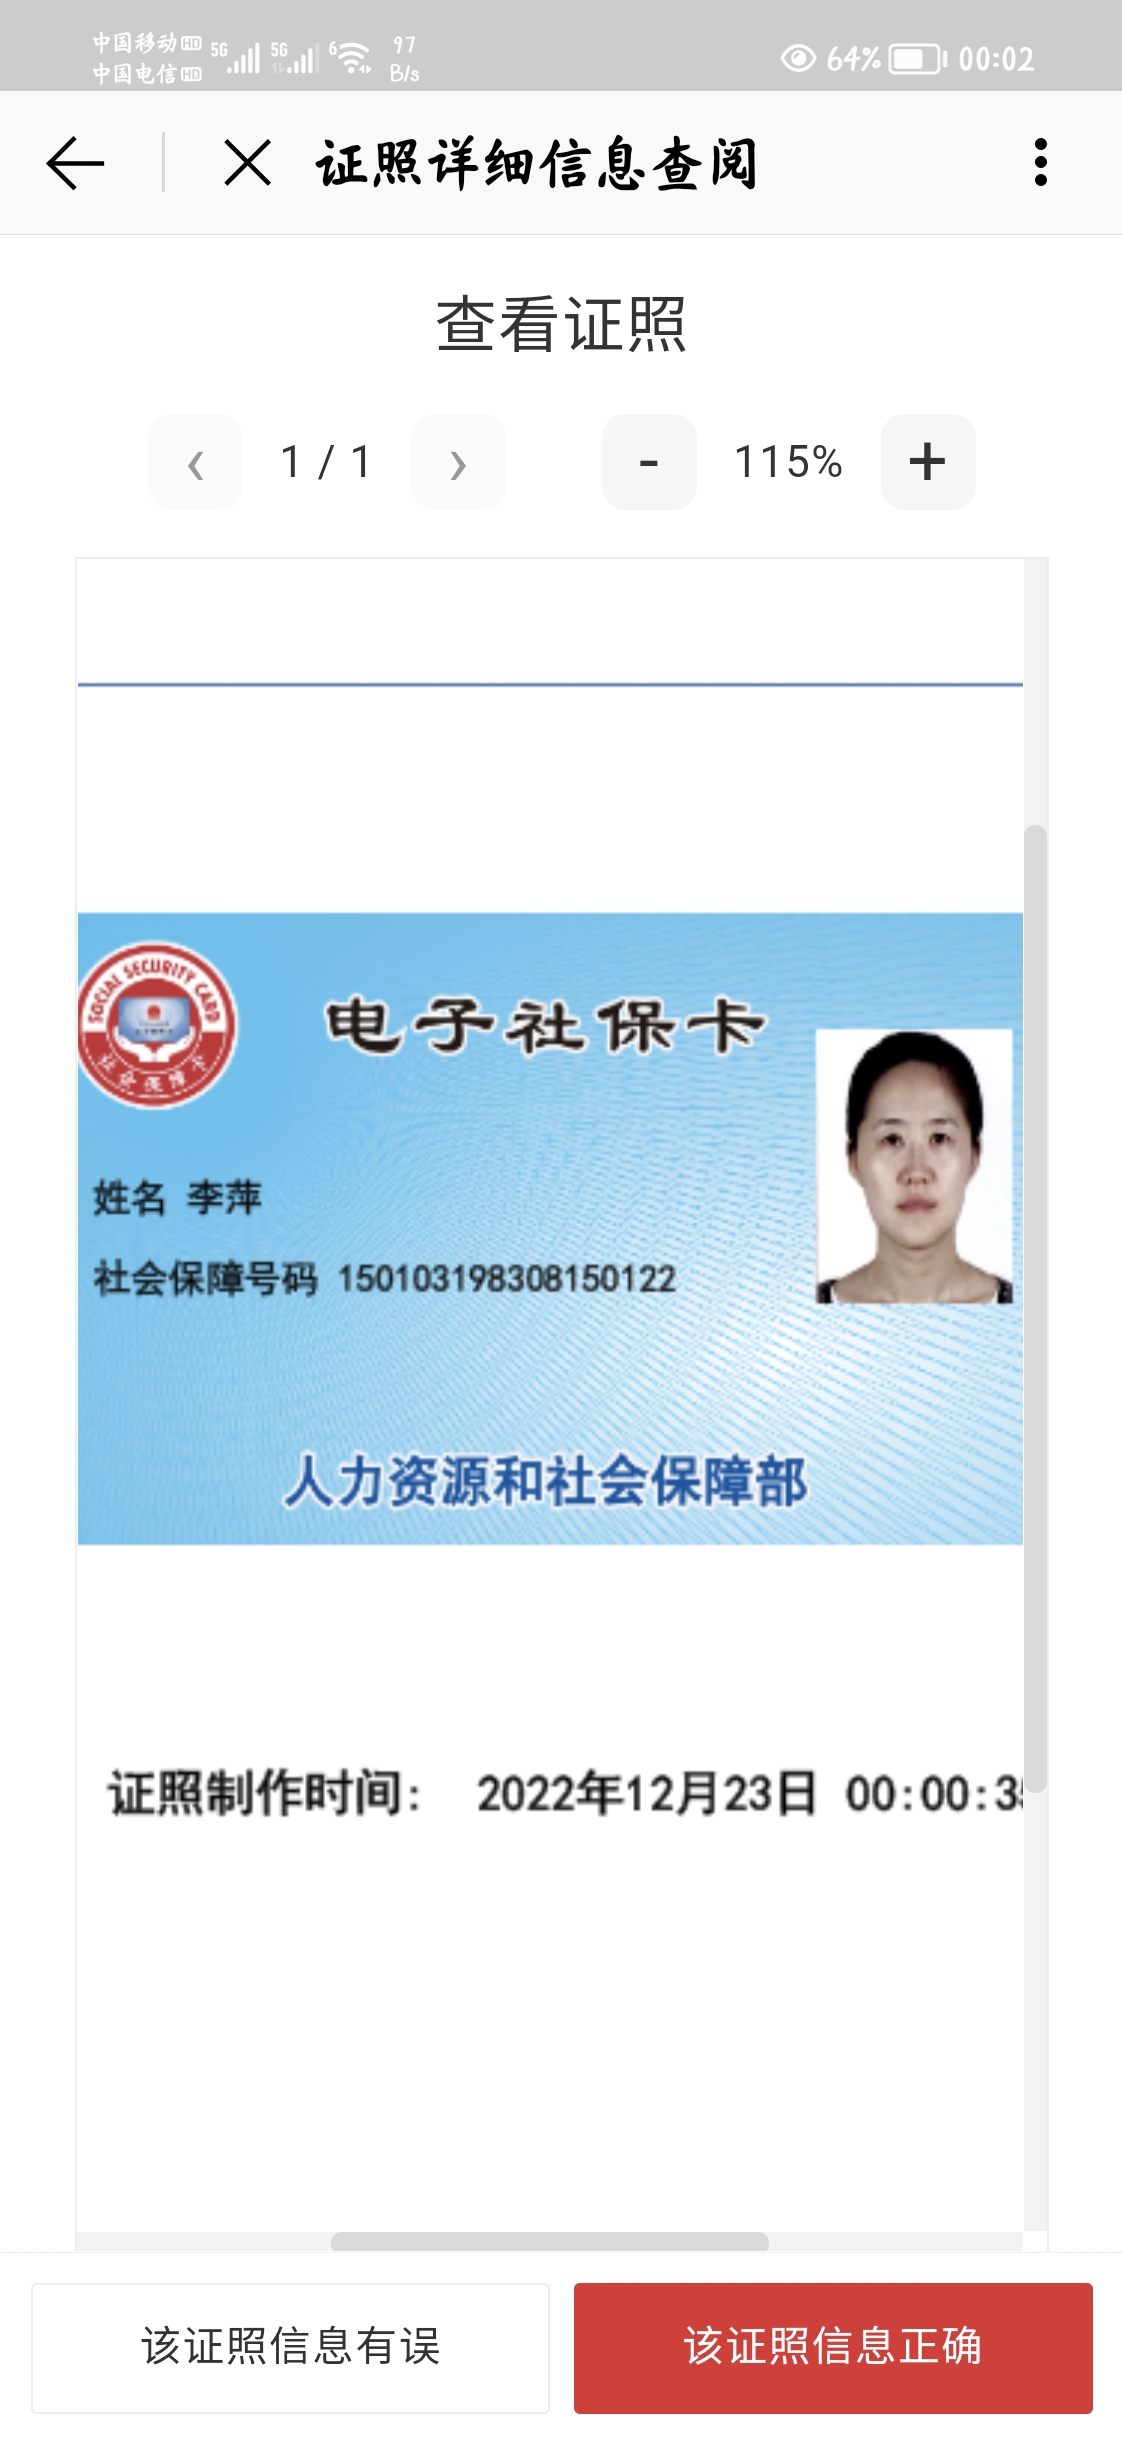 中国移动HD 5G 5G 6 97 64% 00:02
中国电信HD B/s
证照详细信息查阅
查看证照
‹ 1 / 1 › - 115% +
SOCIAL SECURITY CARD
社会保障卡
电子社保卡
姓名 李萍
社会保障号码 150103198308150122
人力资源和社会保障部
证照制作时间: 2022年12月23日 00:00:3
该证照信息有误
该证照信息正确